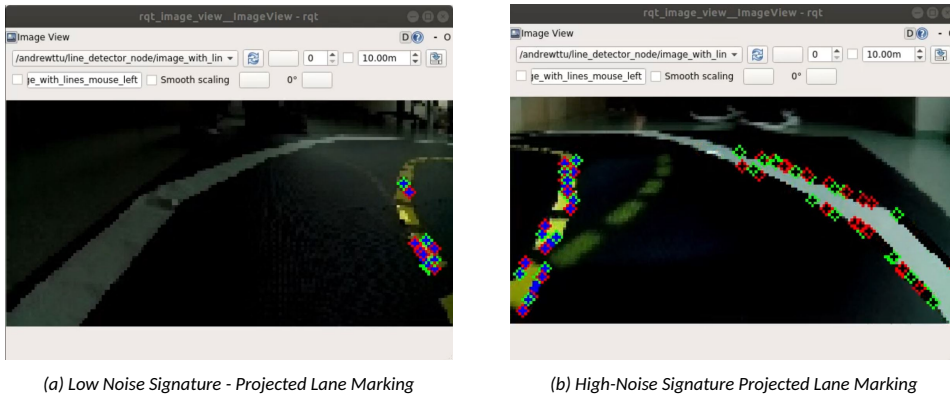 rqt_image_view__ImageView - rqt
Image View
D - O
/andrewttu/line_detector_node/image_with_lin 0 10.00m
ge_with_lines_mouse_left Smooth scaling 0°
(a) Low Noise Signature - Projected Lane Marking
rqt_image_view__ImageView - rqt
Image View
D - O
/andrewttu/line_detector_node/image_with_lin 0 10.00m
ge_with_lines_mouse_left Smooth scaling 0°
(b) High-Noise Signature Projected Lane Marking